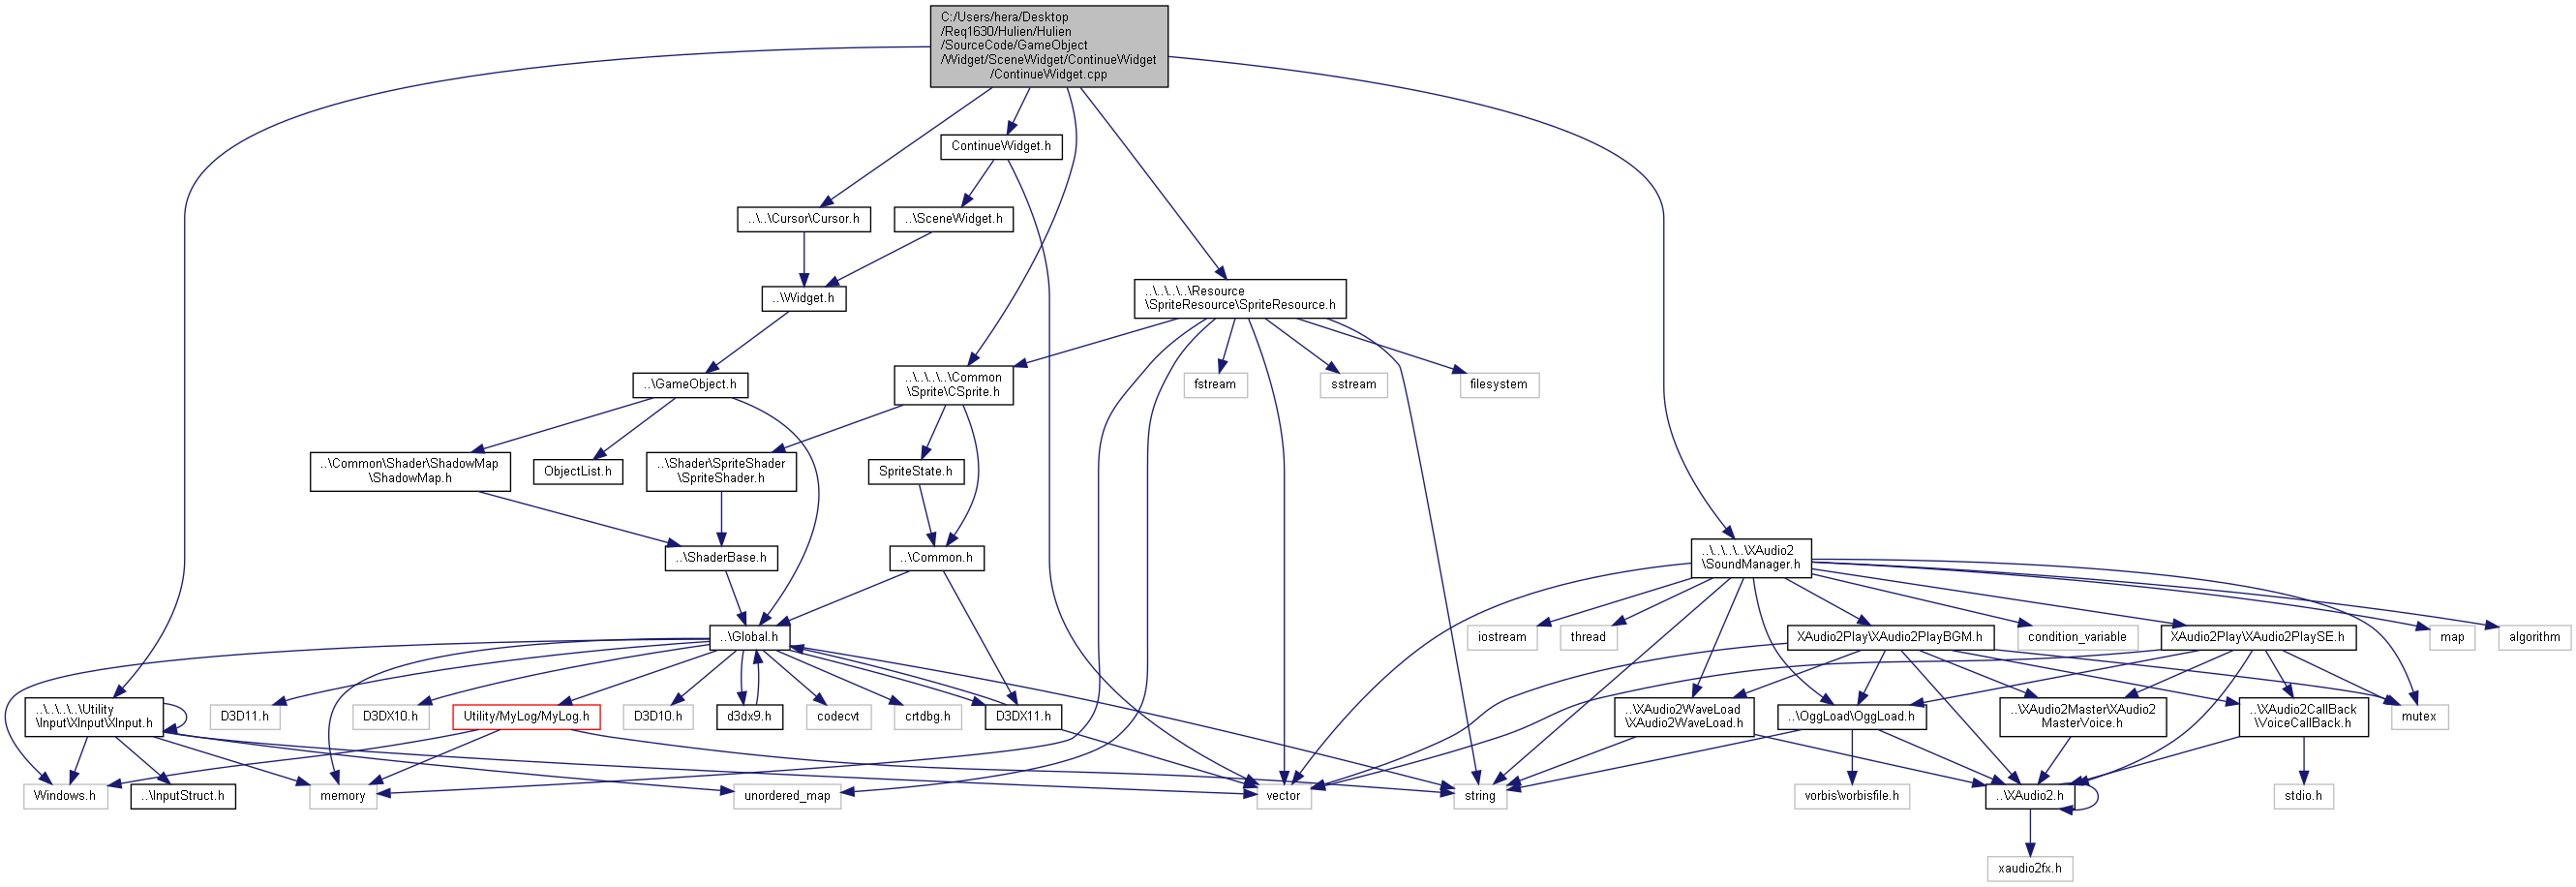 C:/Users/hera/Desktop
/Req1630/Hulien/Hulien
/SourceCode/GameObject
/Widget/SceneWidget/ContinueWidget
/ContinueWidget.cpp
ContinueWidget.h
..\..\Cursor\Cursor.h
..\SceneWidget.h
..\Widget.h
..\..\..\..\Resource
\SpriteResource\SpriteResource.h
..\GameObject.h
..\..\..\..\Common
\Sprite\CSprite.h
fstream
sstream
filesystem
..\Common\Shader\ShadowMap
\ShadowMap.h
ObjectList.h
..\Shader\SpriteShader
\SpriteShader.h
SpriteState.h
..\ShaderBase.h
..\Common.h
..\..\..\..\XAudio2
\SoundManager.h
..\Global.h
iostream
thread
XAudio2Play\XAudio2PlayBGM.h
condition_variable
XAudio2Play\XAudio2PlaySE.h
map
algorithm
..\..\..\..\Utility
\Input\XInput\XInput.h
D3D11.h
D3DX10.h
Utility/MyLog/MyLog.h
D3D10.h
d3dx9.h
codecvt
crtdbg.h
D3DX11.h
..\XAudio2WaveLoad
\XAudio2WaveLoad.h
..\OggLoad\OggLoad.h
..\XAudio2Master\XAudio2
MasterVoice.h
..\XAudio2CallBack
\VoiceCallBack.h
mutex
Windows.h
..\InputStruct.h
memory
unordered_map
vector
string
vorbis\vorbisfile.h
..\XAudio2.h
stdio.h
xaudio2fx.h